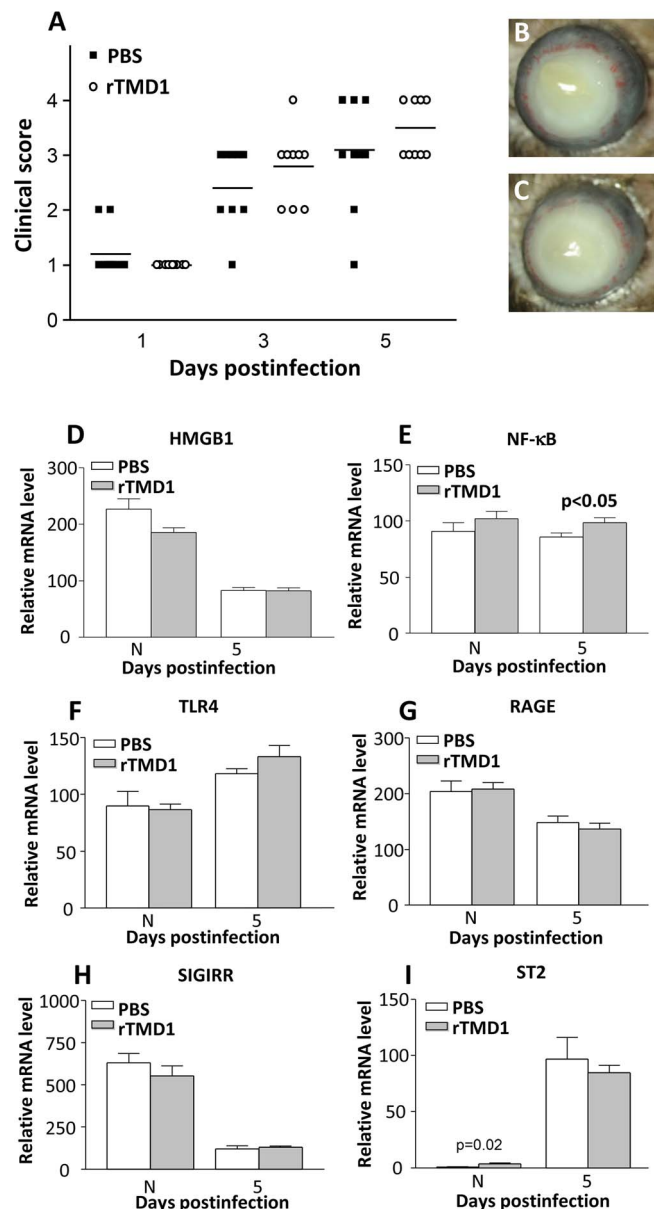 A
PBS
rTMD1
Clinical score
4
3
2
1
0
1 3 5
Days postinfection
B
C
D
HMGB1
PBS
rTMD1
Relative mRNA level
300
200
100
0
N 5
Days postinfection
E
NF-κB
PBS
rTMD1
p<0.05
Relative mRNA level
150
100
50
0
N 5
Days postinfection
F
TLR4
PBS
rTMD1
Relative mRNA level
150
100
50
0
N 5
Days postinfection
G
RAGE
PBS
rTMD1
Relative mRNA level
300
200
100
0
N 5
Days postinfection
H
SIGIRR
PBS
rTMD1
Relative mRNA level
1000
750
500
250
0
N 5
Days postinfection
I
ST2
PBS
rTMD1
p=0.02
Relative mRNA level
150
100
50
0
N 5
Days postinfection